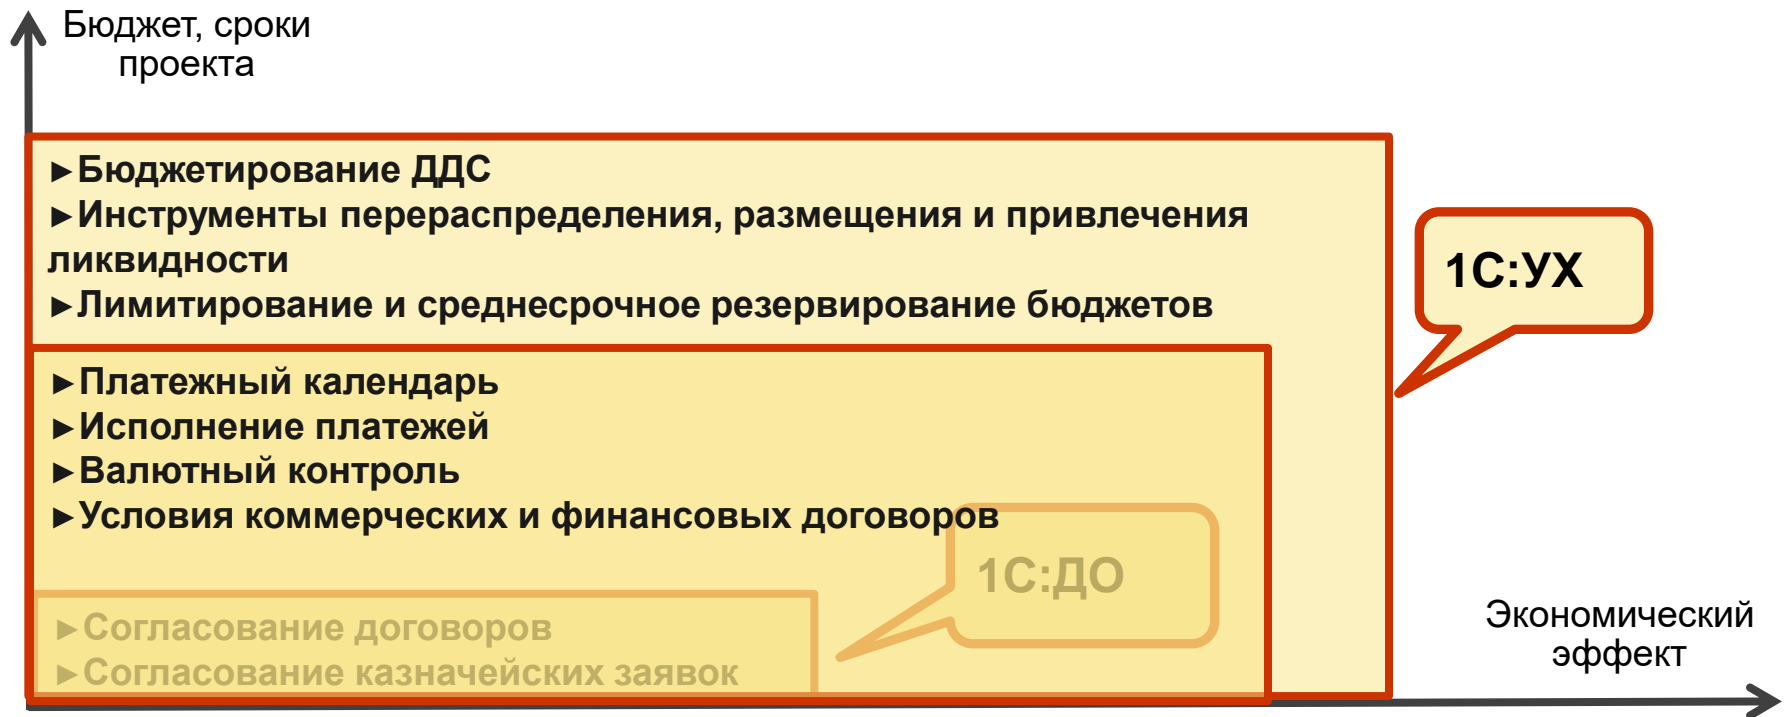 Бюджет, сроки
проекта
►Бюджетирование ДДС
►Инструменты перераспределения, размещения и привлечения
ликвидности
►Лимитирование и среднесрочное резервирование бюджетов
1С:УХ
►Платежный календарь
►Исполнение платежей
►Валютный контроль
►Условия коммерческих и финансовых договоров
1С:ДО
►Согласование договоров
►Согласование казначейских заявок
Экономический
эффект